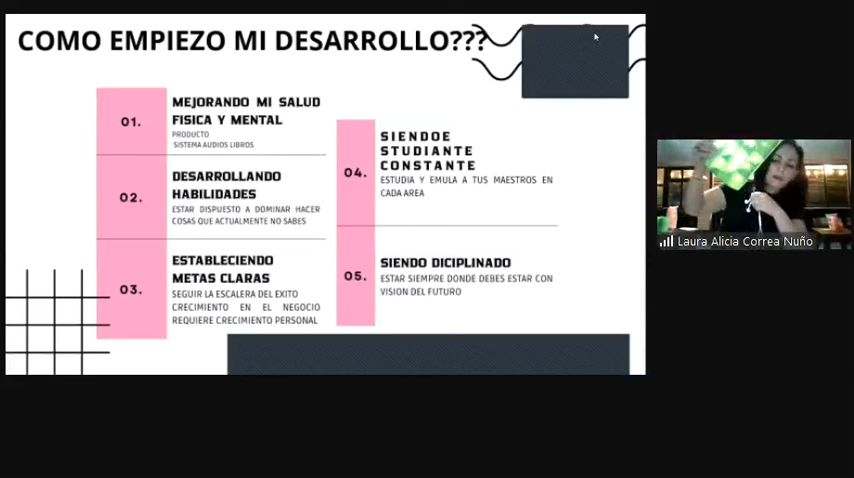 COMO EMPIEZO MI DESARROLLO???
01.
MEJORANDO MI SALUD
FISICA Y MENTAL
PRODUCTO
SISTEMA AUDIOS LIBROS
02.
DESARROLLANDO
HABILIDADES
ESTAR DISPUESTO A DOMINAR HACER
COSAS QUE ACTUALMENTE NO SABES
03.
ESTABLECIENDO
METAS CLARAS
SEGUIR LA ESCALERA DEL EXITO
CRECIMIENTO EN EL NEGOCIO
REQUIERE CRECIMIENTO PERSONAL
04.
SIENDOE
STUDIANTE
CONSTANTE
ESTUDIA Y EMULA A TUS MAESTROS EN
CADA AREA
05.
SIENDO DICIPLINADO
ESTAR SIEMPRE DONDE DEBES ESTAR CON
VISION DEL FUTURO
Laura Alicia Correa Nuño